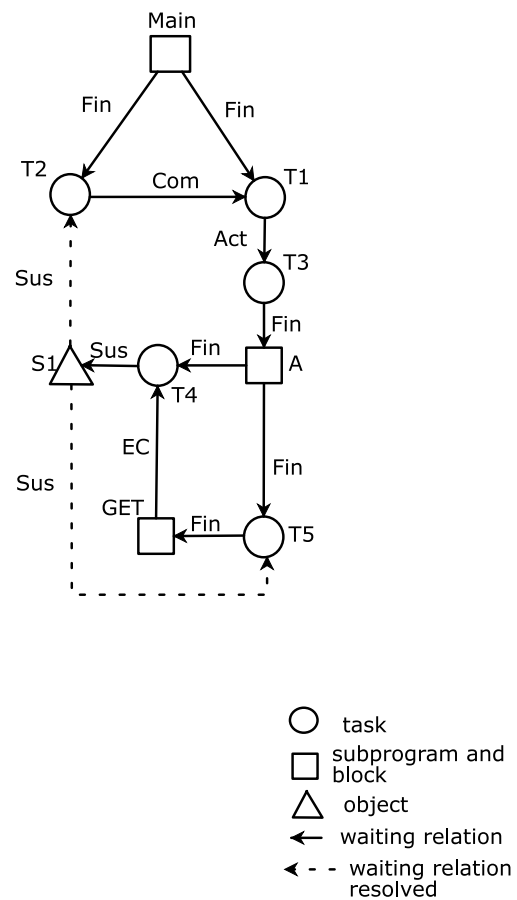 Main
Fin
Fin
T2
T1
Com
Act
T3
Sus
Fin
S1
Sus
Fin
A
T4
EC
Sus
Fin
GET
Fin
T5
task
subprogram and
block
object
waiting relation
waiting relation
resolved